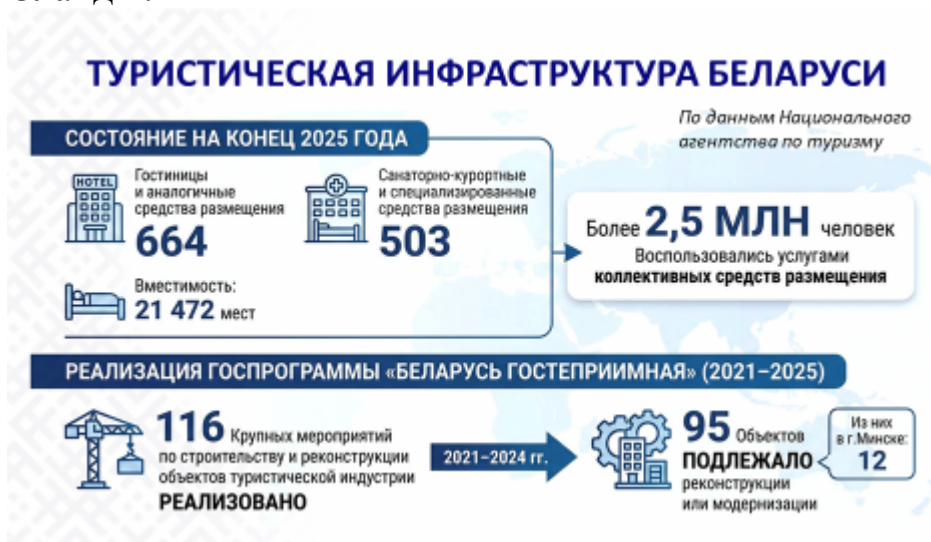 ТУРИСТИЧЕСКАЯ ИНФРАСТРУКТУРА БЕЛАРУСИ
По данным Национального
агентства по туризму
СОСТОЯНИЕ НА КОНЕЦ 2025 ГОДА
HOTEL
Гостиницы
и аналогичные
средства размещения
664
Санаторно-курортные
и специализированные
средства размещения
503
Вместимость:
21 472 мест
Более 2,5 МЛН человек
Воспользовались услугами
коллективных средств размещения
РЕАЛИЗАЦИЯ ГОСПРОГРАММЫ «БЕЛАРУСЬ ГОСТЕПРИИМНАЯ» (2021–2025)
116 Крупных мероприятий
по строительству и реконструкции
объектов туристической индустрии
РЕАЛИЗОВАНО
2021–2024 гг.
95 Объектов
ПОДЛЕЖАЛО
реконструкции
или модернизации
Из них
в г.Минске:
12